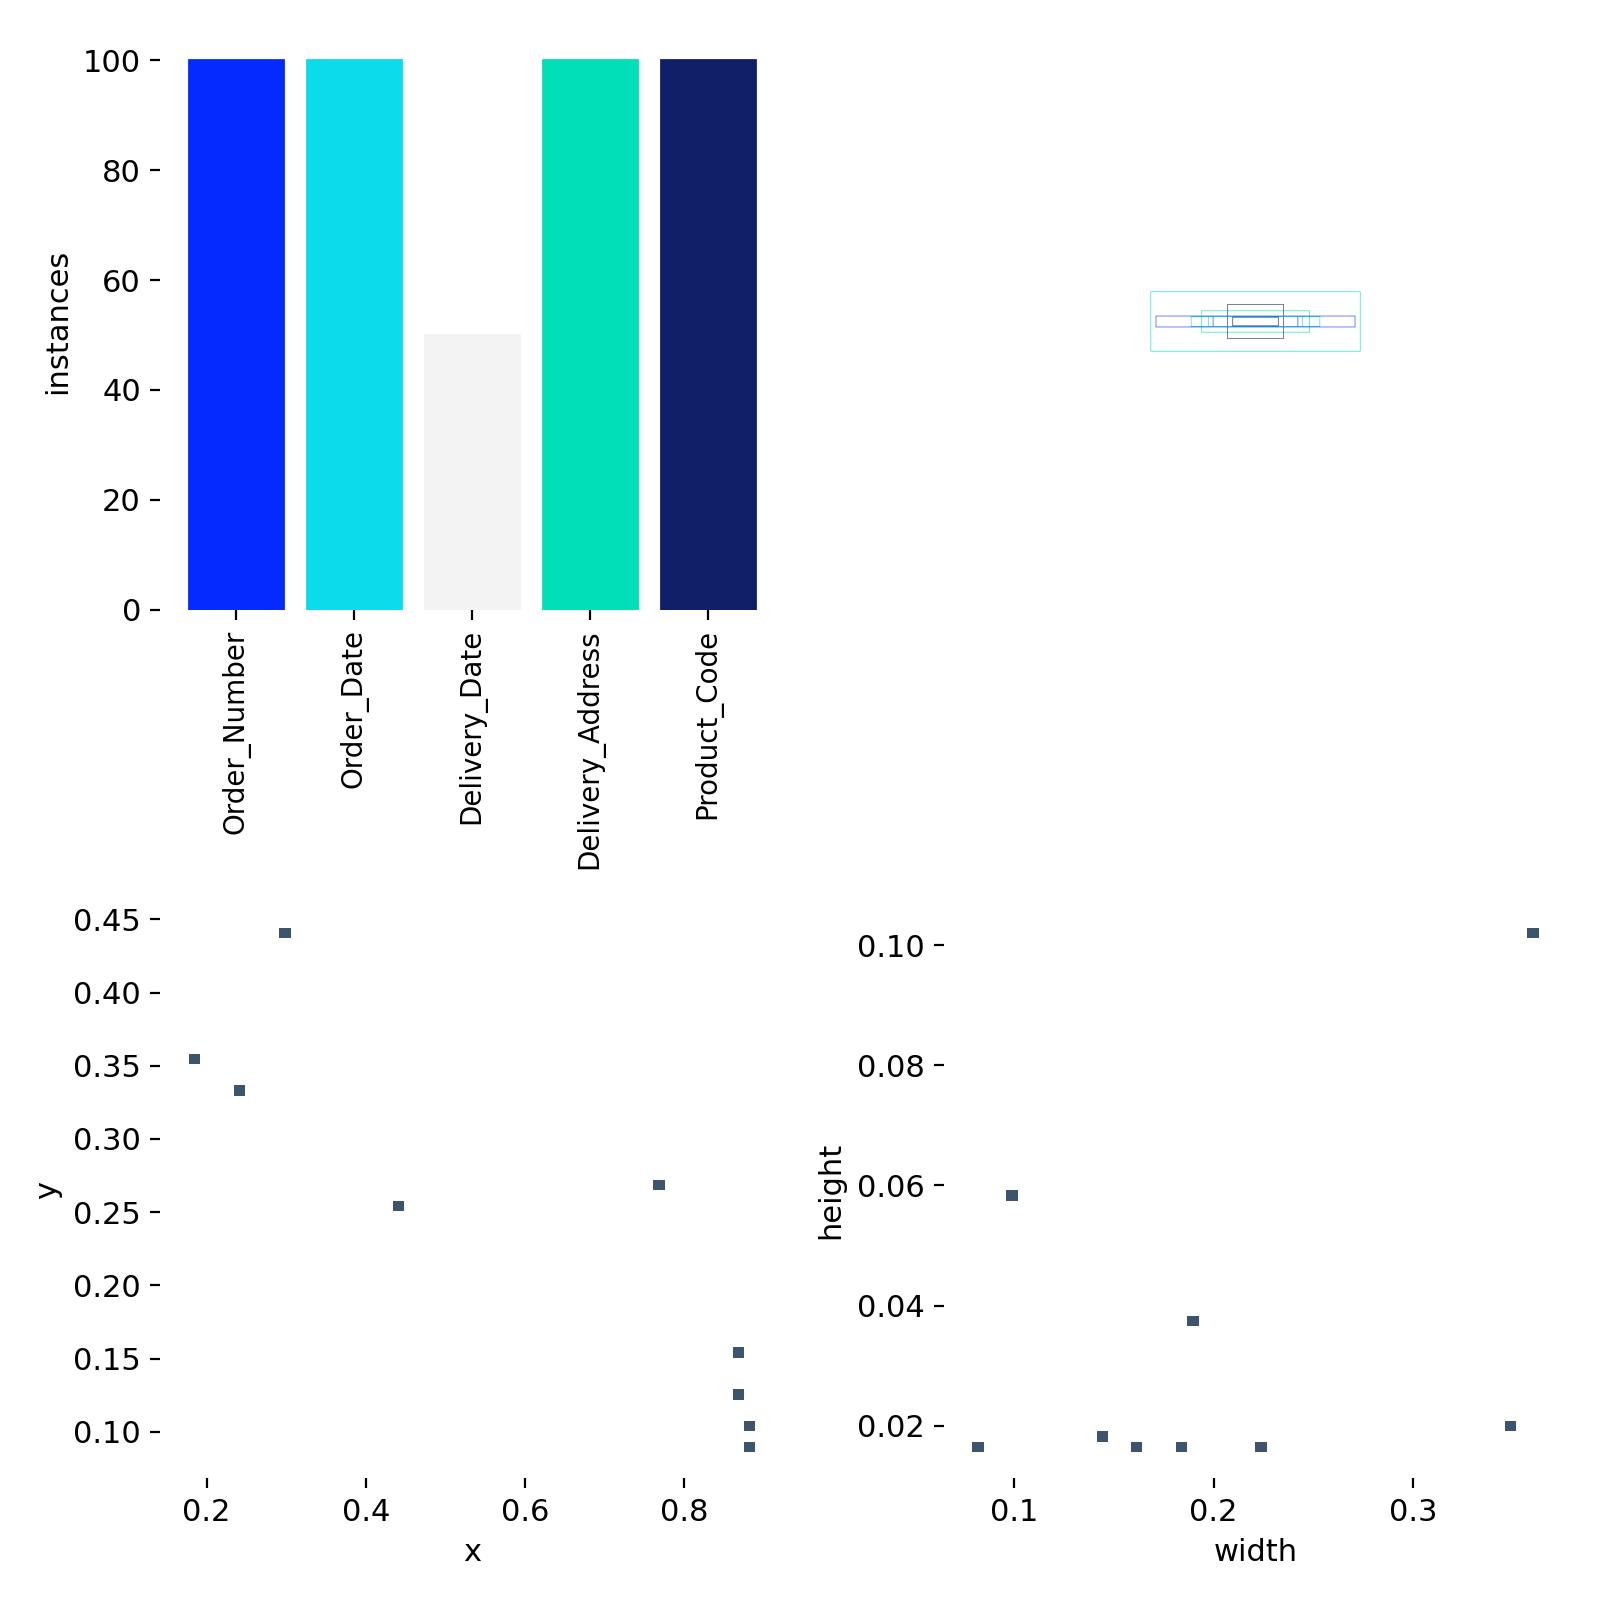 100
80
60
40
20
0
instances
Order_Number
Order_Date
Delivery_Date
Delivery_Address
Product_Code
0.45
0.40
0.35
0.30
0.25
0.20
0.15
0.10
y
0.2 0.4 0.6 0.8
x
0.10
0.08
0.06
0.04
0.02
height
0.1 0.2 0.3
width